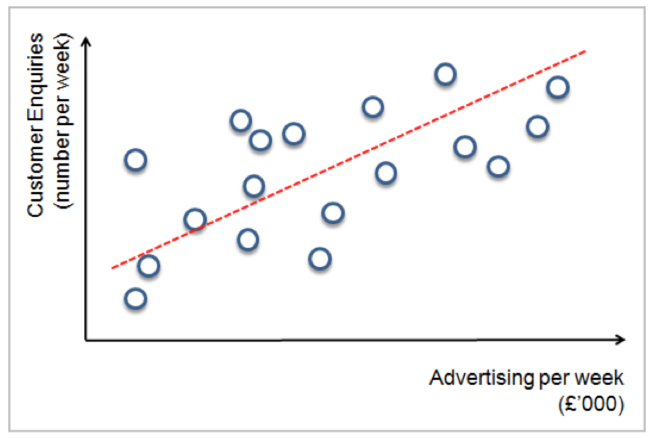 Customer Enquiries
(number per week)
Advertising per week
(£'000)